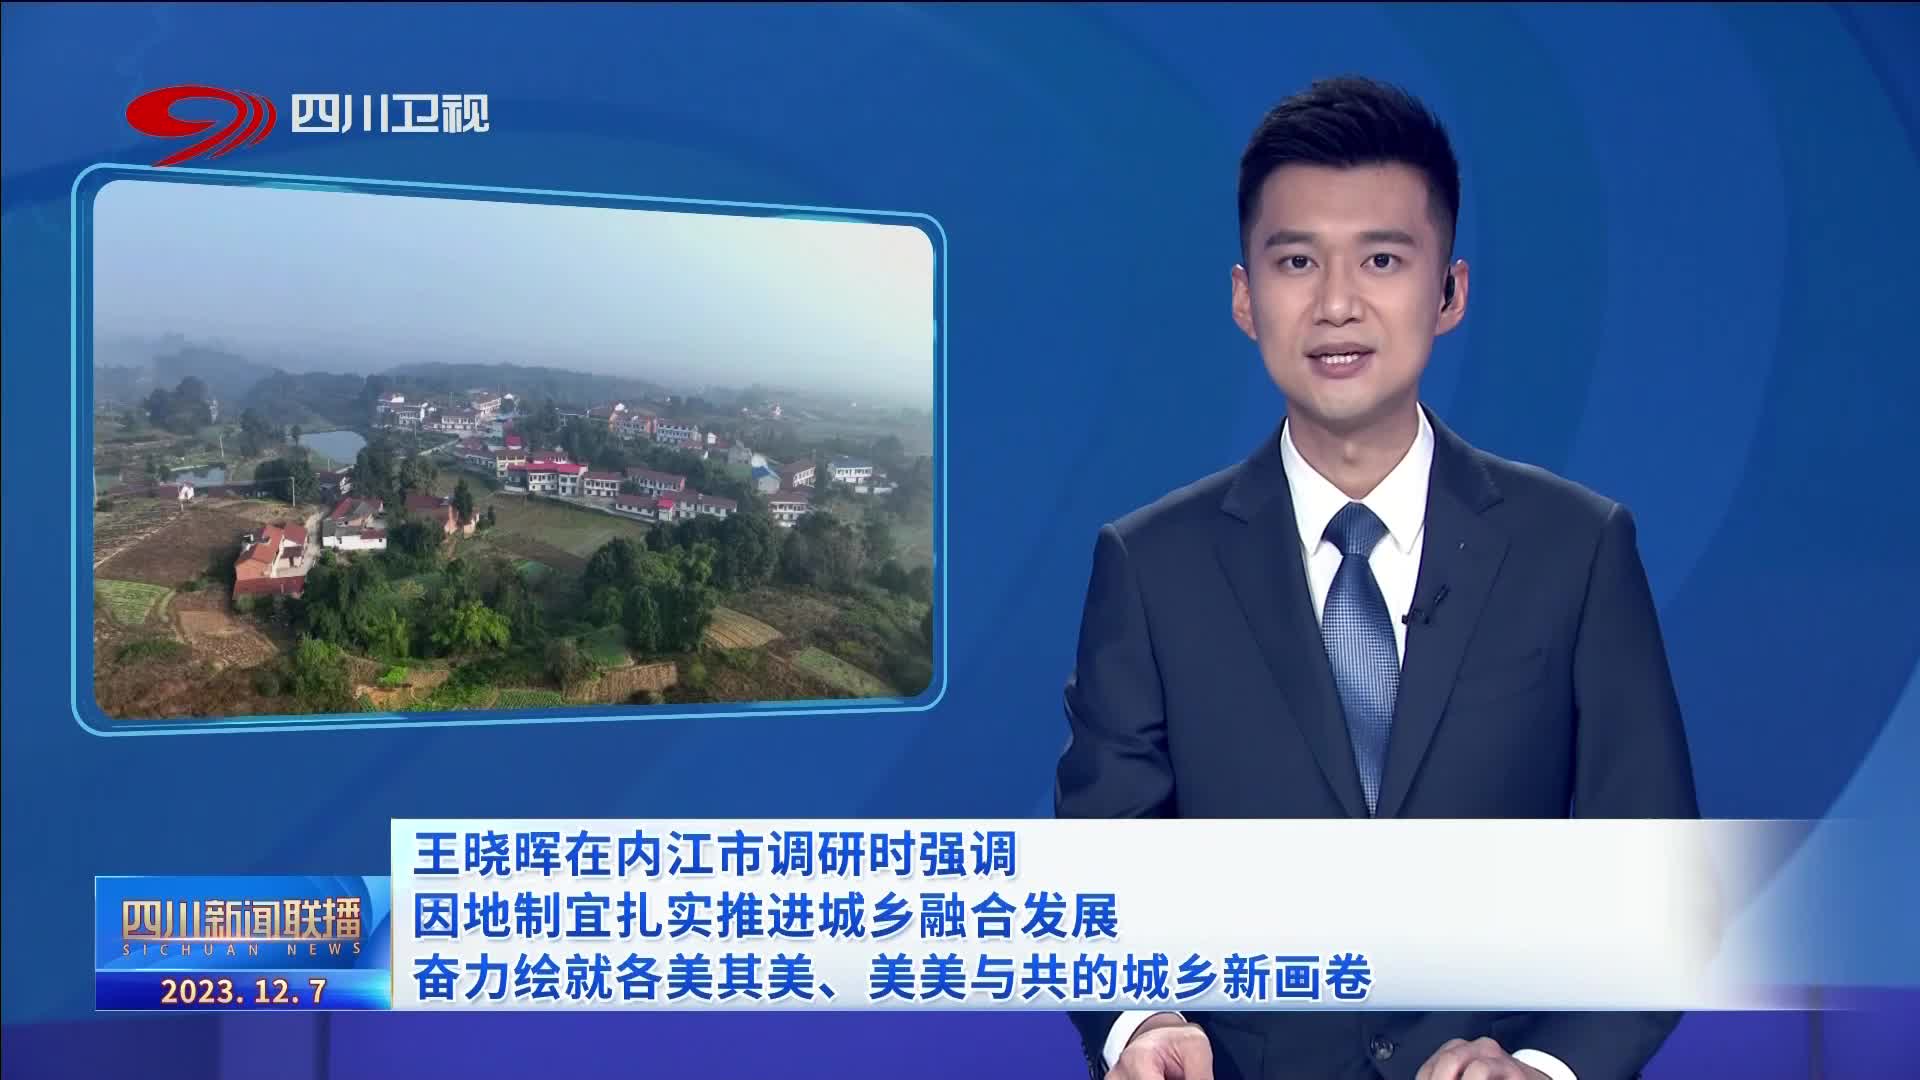 四川卫视
王晓晖在内江市调研时强调
因地制宜扎实推进城乡融合发展
奋力绘就各美其美、美美与共的城乡新画卷
四川新闻联播
SICHUAN NEWS
2023.12.7